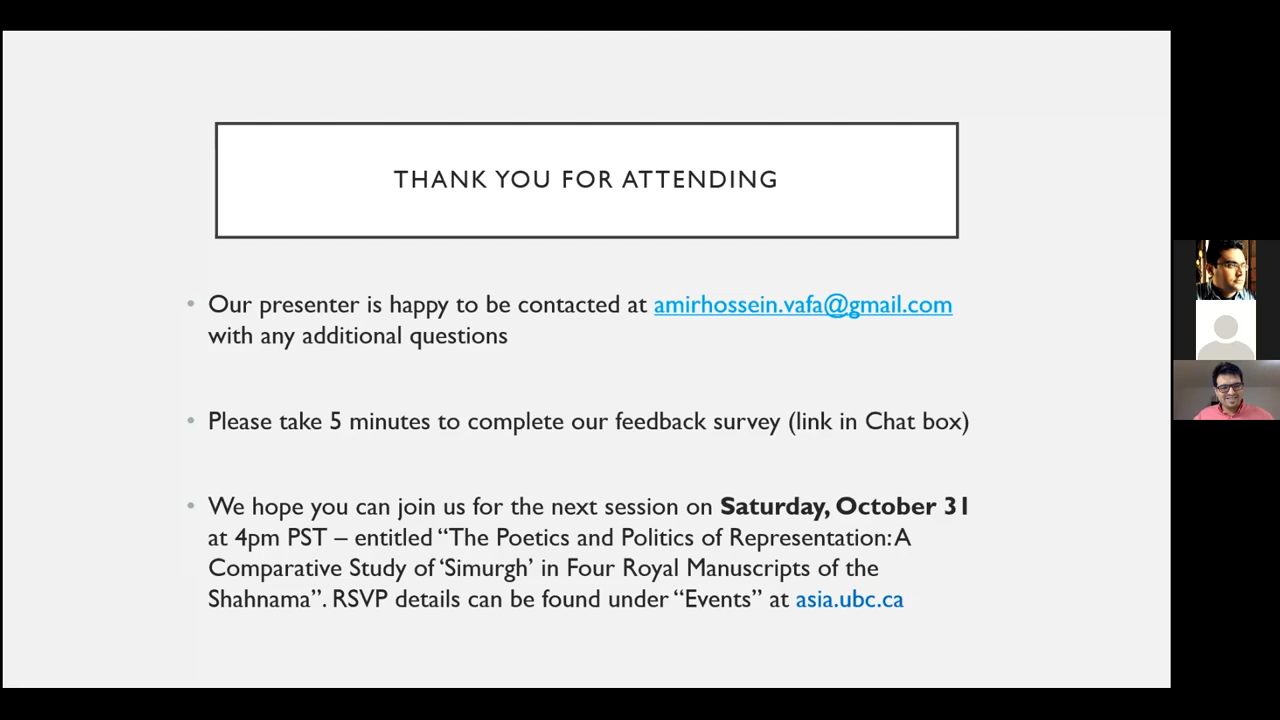 THANK YOU FOR ATTENDING
• Our presenter is happy to be contacted at amirhossein.vafa@gmail.com
with any additional questions
• Please take 5 minutes to complete our feedback survey (link in Chat box)
• We hope you can join us for the next session on Saturday, October 31
at 4pm PST – entitled “The Poetics and Politics of Representation: A
Comparative Study of ‘Simurgh’ in Four Royal Manuscripts of the
Shahnama”. RSVP details can be found under “Events” at asia.ubc.ca